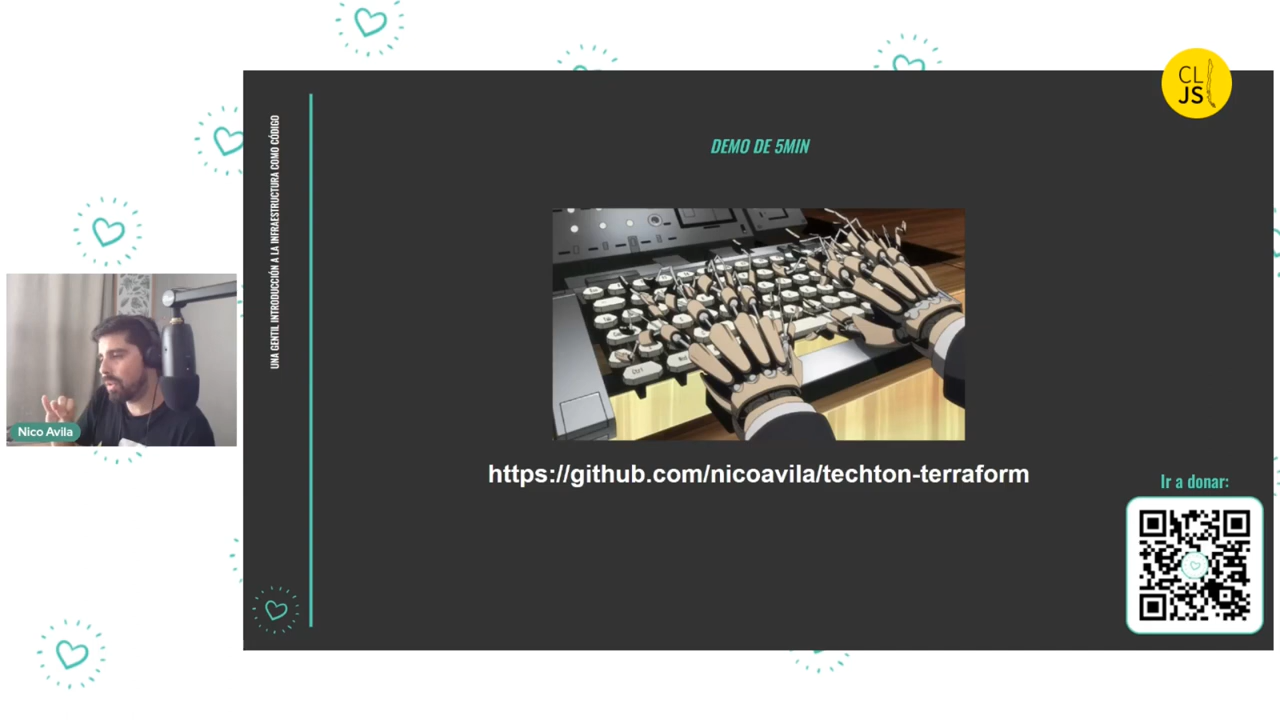 CL
JS
UNA GENTIL INTRODUCCIÓN A LA INFRAESTRUCTURA COMO CÓDIGO
DEMO DE 5MIN
Nico Avila
https://github.com/nicoavila/techton-terraform
Ir a donar: